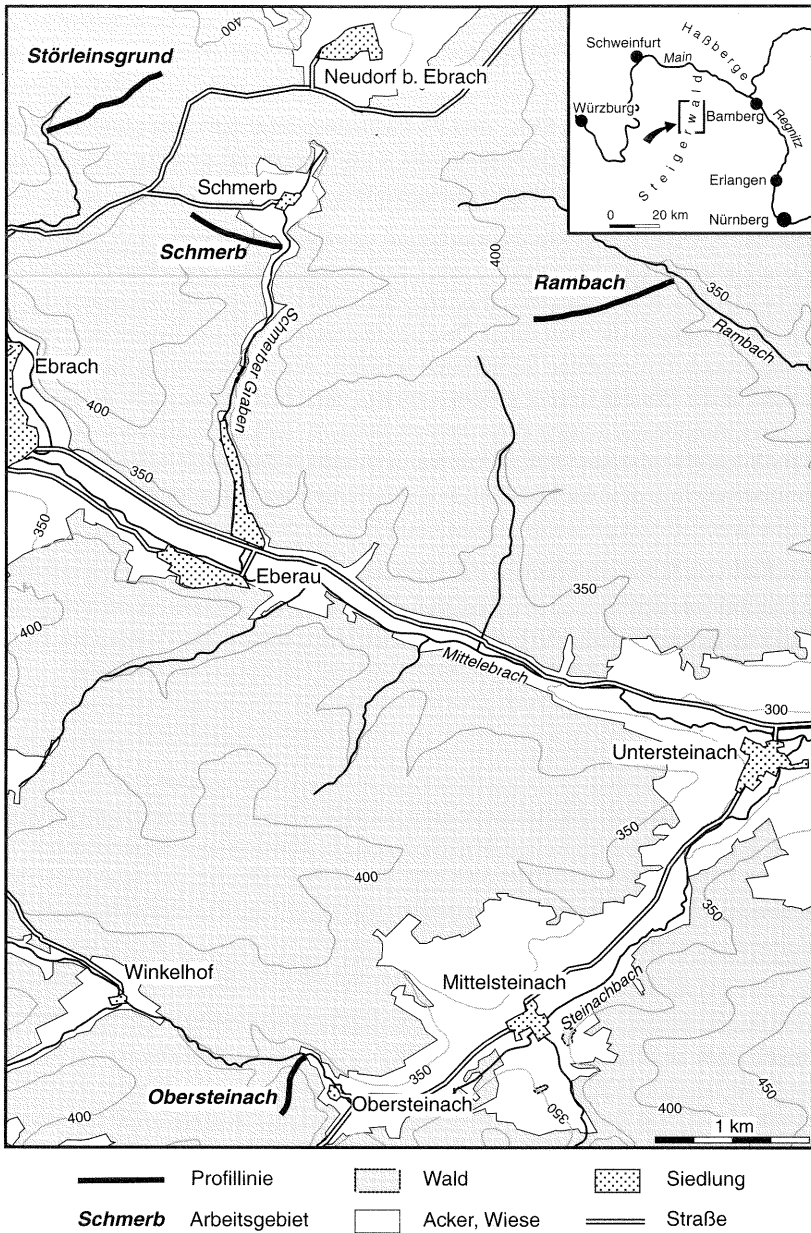 400
Störleinsgrund
Neudorf b. Ebrach
Schweinfurt
Main
Haßberge
Würzburg
Steigerwald
Bamberg
Regnitz
Erlangen
0 20 km
Nürnberg
Schmerb
Schmerb
400
350
Rambach
Rambach
Schmeiber Graben
Ebrach
400
350
350
Eberau
350
400
Mittelebrach
300
Untersteinach
350
400
350
Winkelhof
Mittelsteinach
Steinachbach
350
Obersteinach
Obersteinach
400
350
400
450
1 km
Profillinie
Wald
Siedlung
Schmerb
Arbeitsgebiet
Acker, Wiese
Straße